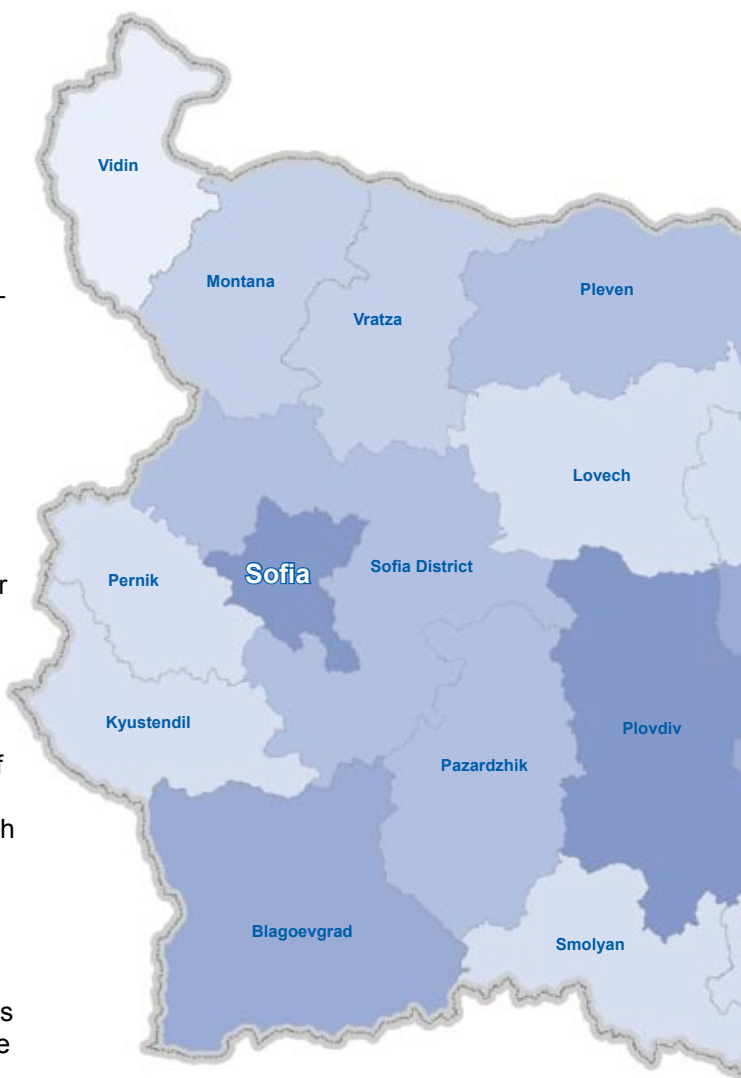 Vidin
-
Montana
Pleven
Vratza
Lovech
Sofia District
Sofia
Pernik
r
Kyustendil
Plovdiv
f
Pazardzhik
h
Blagoevgrad
Smolyan
s
e